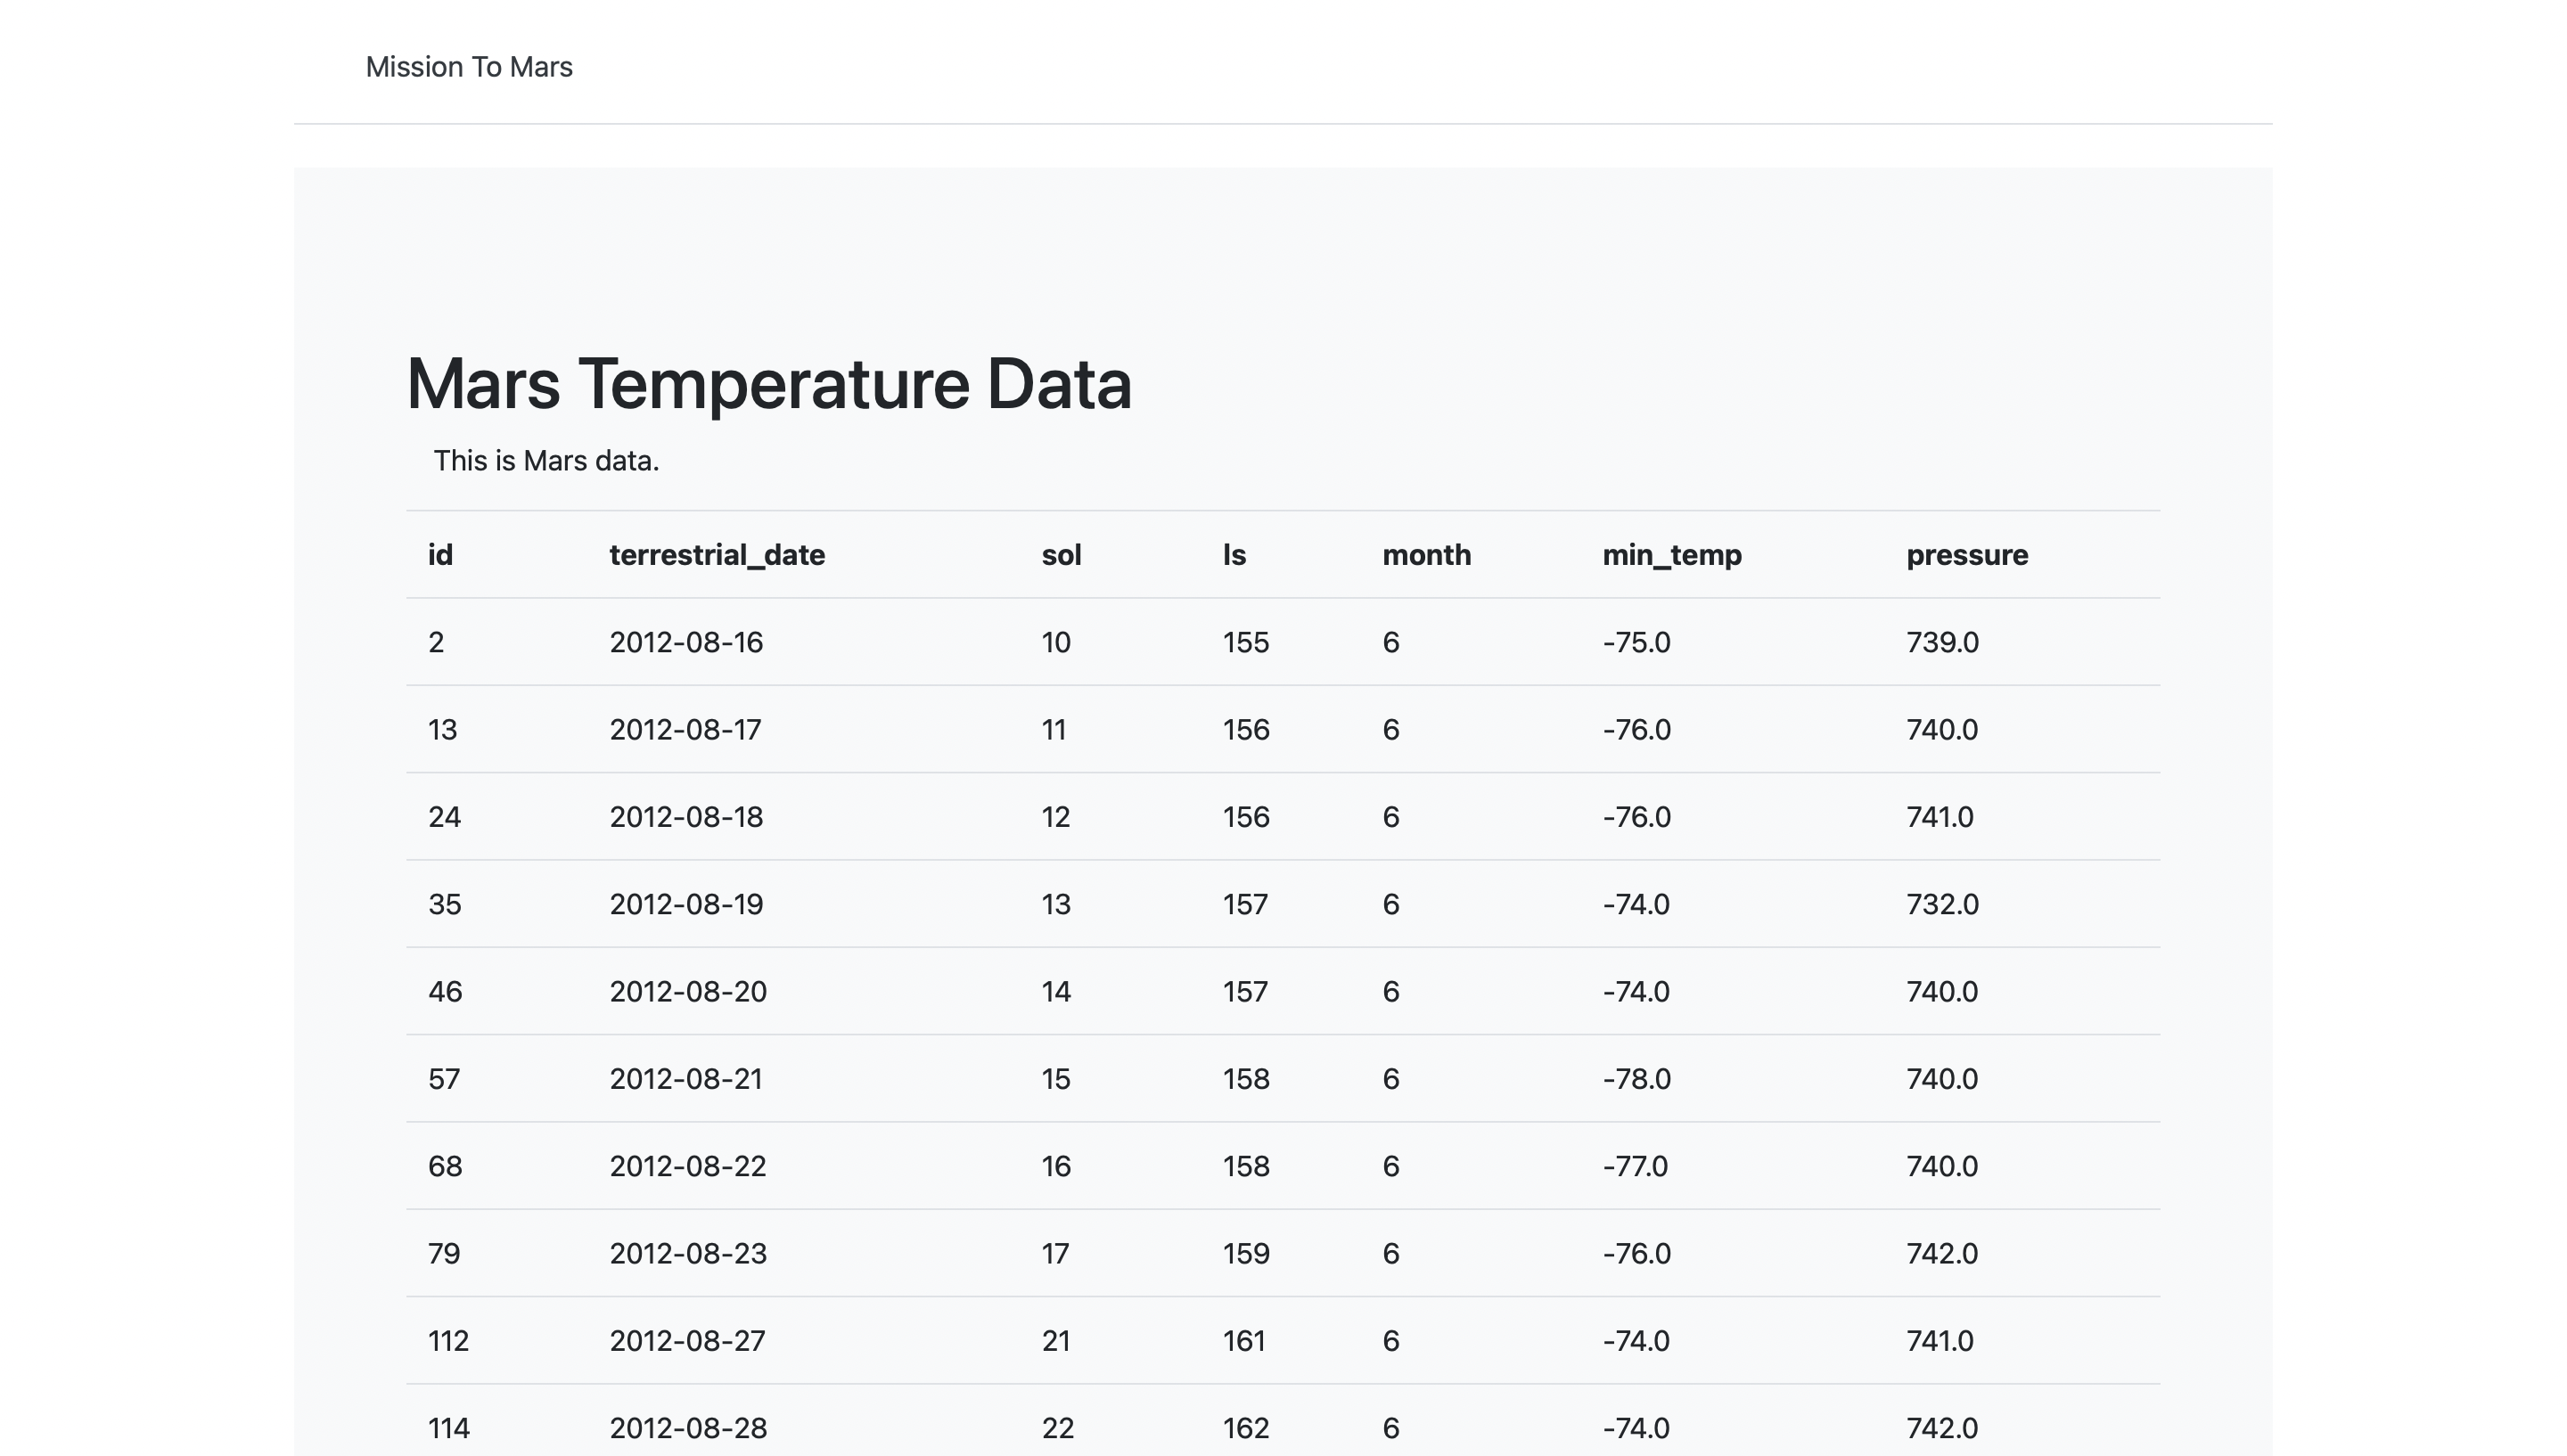 Mission To Mars
Mars Temperature Data
This is Mars data.
id terrestrial_date sol ls month min_temp pressure
2 2012-08-16 10 155 6 -75.0 739.0
13 2012-08-17 11 156 6 -76.0 740.0
24 2012-08-18 12 156 6 -76.0 741.0
35 2012-08-19 13 157 6 -74.0 732.0
46 2012-08-20 14 157 6 -74.0 740.0
57 2012-08-21 15 158 6 -78.0 740.0
68 2012-08-22 16 158 6 -77.0 740.0
79 2012-08-23 17 159 6 -76.0 742.0
112 2012-08-27 21 161 6 -74.0 741.0
114 2012-08-28 22 162 6 -74.0 742.0